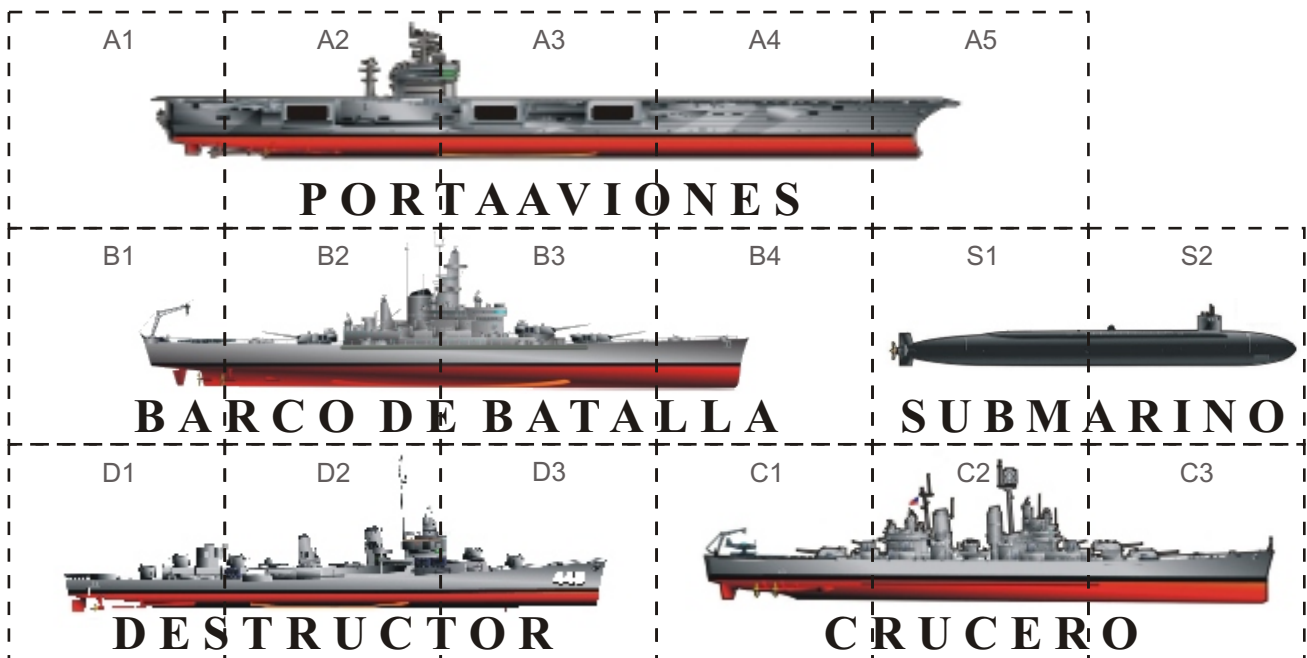 A1 A2 A3 A4 A5
PORTAAVIONES
B1 B2 B3 B4 S1 S2
BARCO DE BATALLA SUBMARINO
D1 D2 D3 C1 C2 C3
DESTRUCTOR CRUCERO